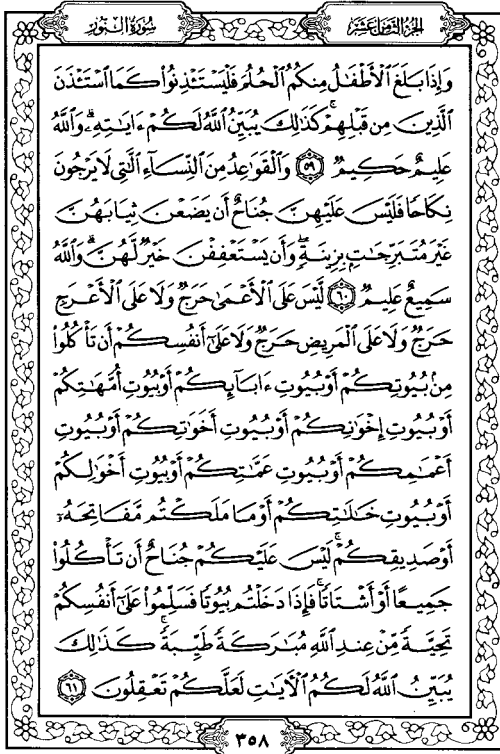 الجزء الثامن عشر
سورة النور
وَإِذَا بَلَغَ ٱلْأَطْفَـٰلُ مِنكُمُ ٱلْحُلُمَ فَلْيَسْتَـْٔذِنُوا۟ كَمَا ٱسْتَـْٔذَنَ
ٱلَّذِينَ مِن قَبْلِهِمْ ۚ كَذَٰلِكَ يُبَيِّنُ ٱللَّهُ لَكُمْ ءَايَـٰتِهِۦ ۗ وَٱللَّهُ
عَلِيمٌ حَكِيمٌ ٥٩ وَٱلْقَوَٰعِدُ مِنَ ٱلنِّسَآءِ ٱلَّـٰتِى لَا يَرْجُونَ
نِكَاحًا فَلَيْسَ عَلَيْهِنَّ جُنَاحٌ أَن يَضَعْنَ ثِيَابَهُنَّ
غَيْرَ مُتَبَرِّجَـٰتٍۭ بِزِينَةٍ ۖ وَأَن يَسْتَعْفِفْنَ خَيْرٌ لَّهُنَّ ۗ وَٱللَّهُ
سَمِيعٌ عَلِيمٌ ٦٠ لَّيْسَ عَلَى ٱلْأَعْمَىٰ حَرَجٌ وَلَا عَلَى ٱلْأَعْرَجِ
حَرَجٌ وَلَا عَلَى ٱلْمَرِيضِ حَرَجٌ وَلَا عَلَىٰٓ أَنفُسِكُمْ أَن تَأْكُلُوا۟
مِنۢ بُيُوتِكُمْ أَوْ بُيُوتِ ءَابَآئِكُمْ أَوْ بُيُوتِ أُمَّهَـٰتِكُمْ
أَوْ بُيُوتِ إِخْوَٰنِكُمْ أَوْ بُيُوتِ أَخَوَٰتِكُمْ أَوْ بُيُوتِ
أَعْمَـٰمِكُمْ أَوْ بُيُوتِ عَمَّـٰتِكُمْ أَوْ بُيُوتِ أَخْوَٰلِكُمْ
أَوْ بُيُوتِ خَـٰلَـٰتِكُمْ أَوْ مَا مَلَكْتُم مَّفَاتِحَهُۥٓ
أَوْ صَدِيقِكُمْ ۚ لَيْسَ عَلَيْكُمْ جُنَاحٌ أَن تَأْكُلُوا۟
جَمِيعًا أَوْ أَشْتَاتًا ۚ فَإِذَا دَخَلْتُم بُيُوتًا فَسَلِّمُوا۟ عَلَىٰٓ أَنفُسِكُمْ
تَحِيَّةً مِّنْ عِندِ ٱللَّهِ مُبَـٰرَكَةً طَيِّبَةً ۚ كَذَٰلِكَ
يُبَيِّنُ ٱللَّهُ لَكُمُ ٱلْـَٔايَـٰتِ لَعَلَّكُمْ تَعْقِلُونَ ٦١
٣٥٨